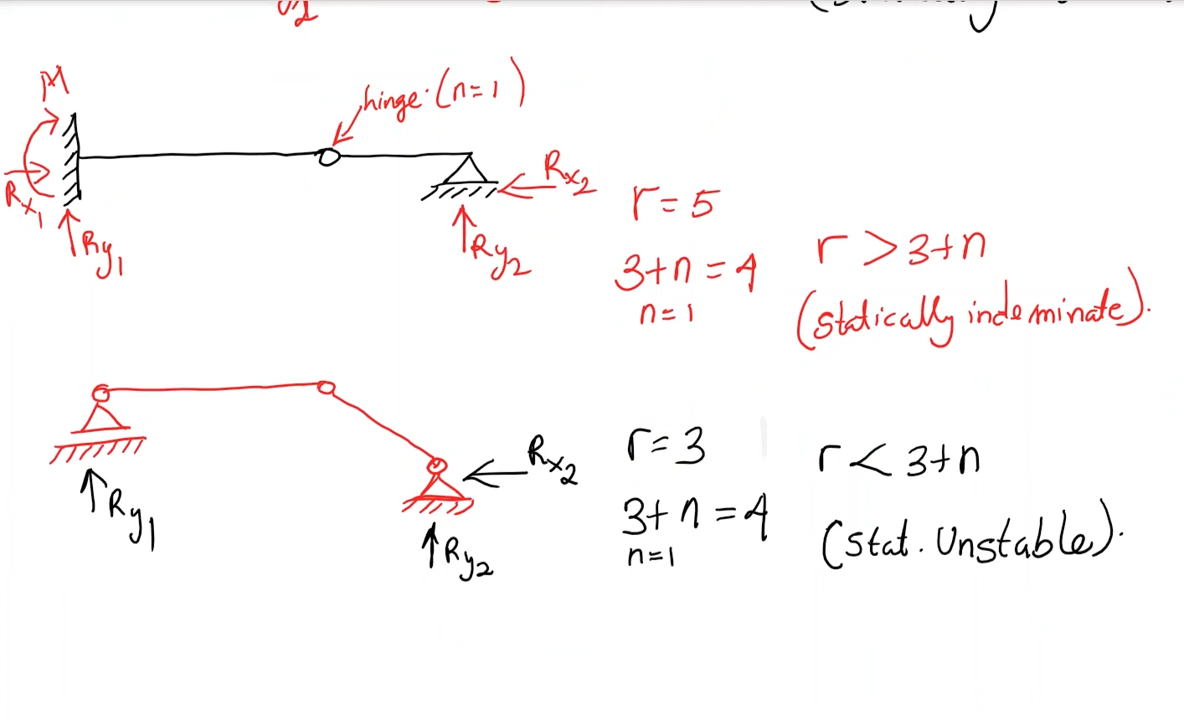 M
hinge (n=1)
Rx1
Ry1
Rx2
Ry2
r=5
3+n=4
n=1
r>3+n
(statically indeminate).
Ry1
Rx2
Ry2
r=3
3+n=4
n=1
r<3+n
(stat. Unstable).